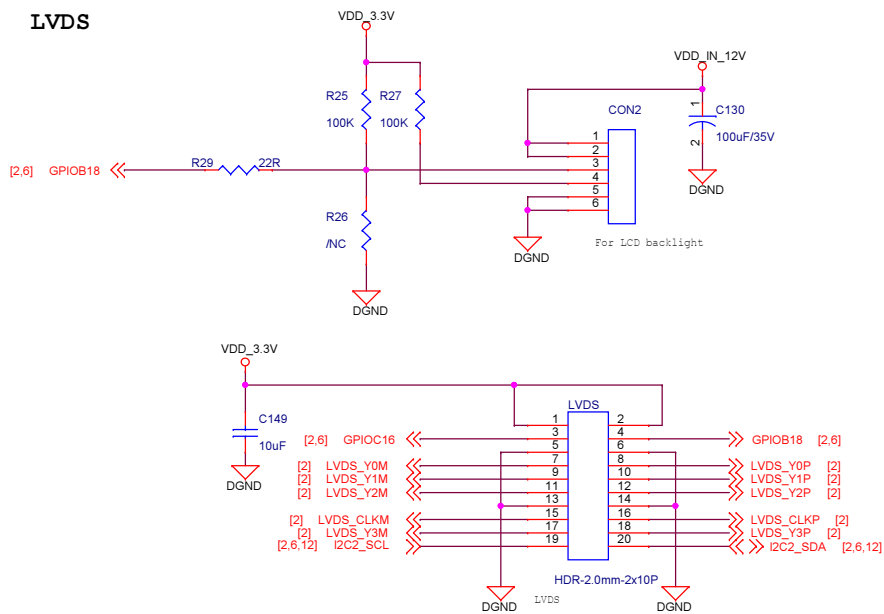 LVDS
VDD_3.3V
VDD_IN_12V
R25
R27
CON2
1
C130
100K
100K
100uF/35V
2
1
2
3
4
5
6
[2,6] GPIOB18
R29
22R
R26
/NC
DGND
DGND
DGND
For LCD backlight
VDD_3.3V
C149
10uF
DGND
LVDS
1 2
[2,6] GPIOC16 3 4 GPIOB18 [2,6]
5 6
[2] LVDS_Y0M 7 8 LVDS_Y0P [2]
[2] LVDS_Y1M 9 10 LVDS_Y1P [2]
[2] LVDS_Y2M 11 12 LVDS_Y2P [2]
13 14
[2] LVDS_CLKM 15 16 LVDS_CLKP [2]
[2] LVDS_Y3M 17 18 LVDS_Y3P [2]
[2,6,12] I2C2_SCL 19 20 I2C2_SDA [2,6,12]
HDR-2.0mm-2x10P
DGND
LVDS
DGND